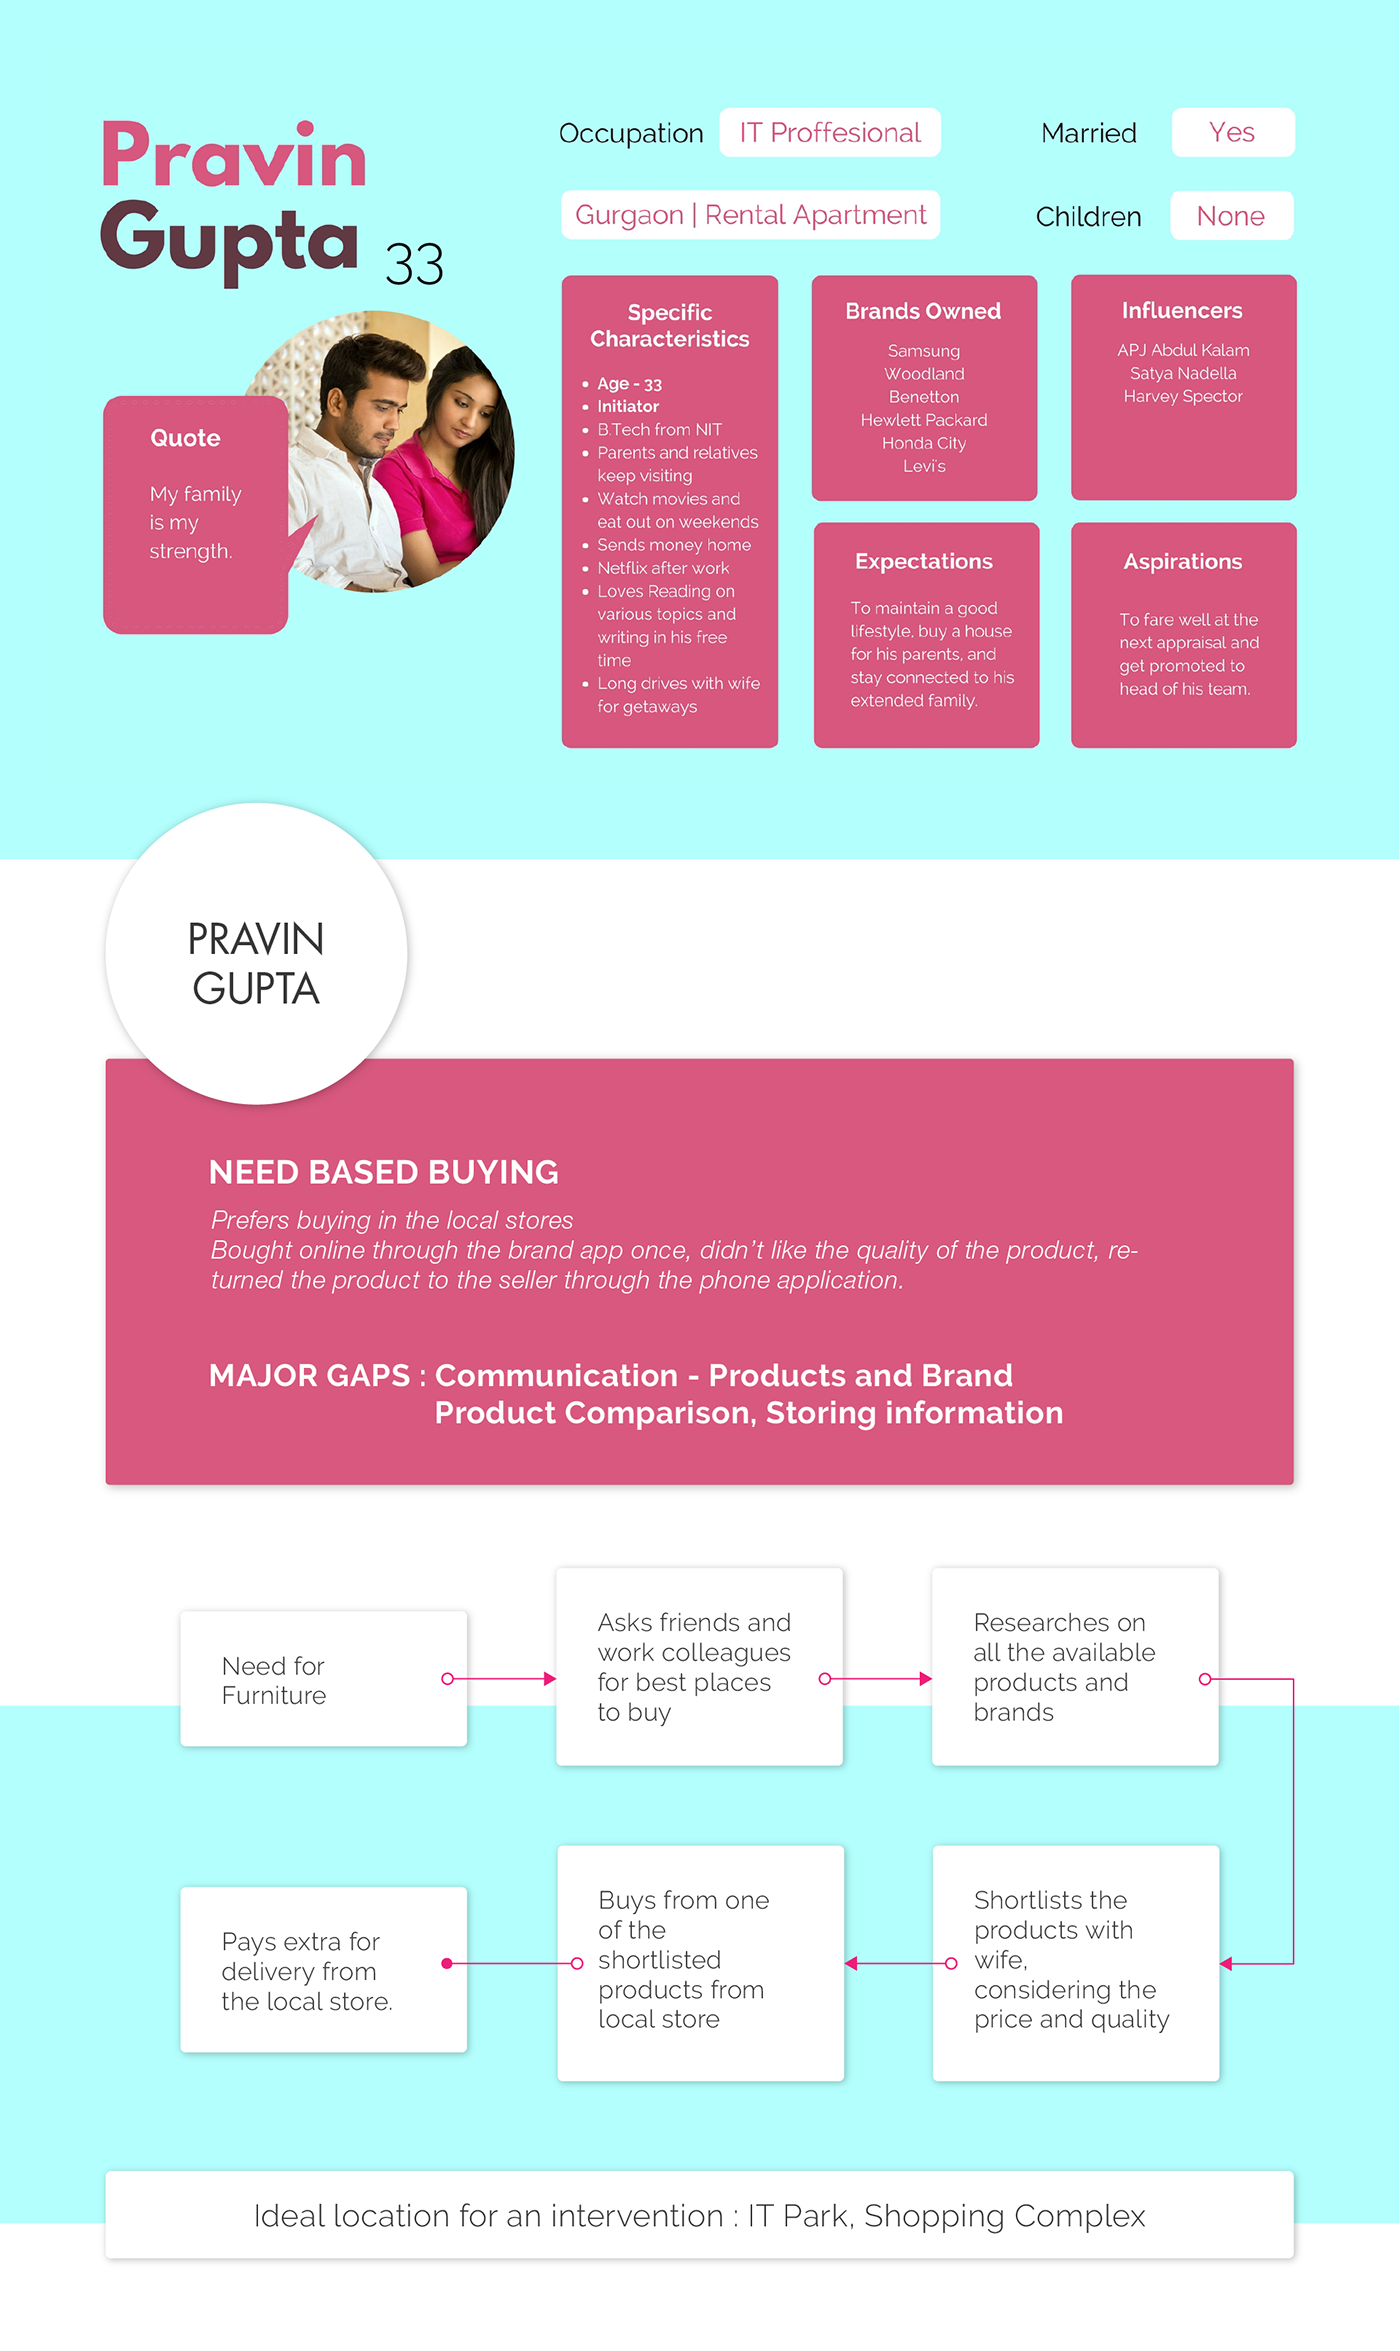 Pravin
Gupta 33
Occupation IT Proffesional
Married Yes
Gurgaon | Rental Apartment
Children None
Quote
My family
is my
strength.
Specific
Characteristics
• Age - 33
• Initiator
• B.Tech from NIT
• Parents and relatives
keep visiting
• Watch movies and
eat out on weekends
• Sends money home
• Netflix after work
• Loves Reading on
various topics and
writing in his free
time
• Long drives with wife
for getaways
Brands Owned
Samsung
Woodland
Benetton
Hewlett Packard
Honda City
Levi's
Influencers
APJ Abdul Kalam
Satya Nadella
Harvey Spector
Expectations
To maintain a good
lifestyle, buy a house
for his parents, and
stay connected to his
extended family.
Aspirations
To fare well at the
next appraisal and
get promoted to
head of his team.
PRAVIN
GUPTA
NEED BASED BUYING
Prefers buying in the local stores
Bought online through the brand app once, didn't like the quality of the product, re-
turned the product to the seller through the phone application.
MAJOR GAPS : Communication - Products and Brand
Product Comparison, Storing information
Need for
Furniture
Asks friends and
work colleagues
for best places
to buy
Researches on
all the available
products and
brands
Shortlists the
products with
wife,
considering the
price and quality
Buys from one
of the
shortlisted
products from
local store
Pays extra for
delivery from
the local store.
Ideal location for an intervention : IT Park, Shopping Complex